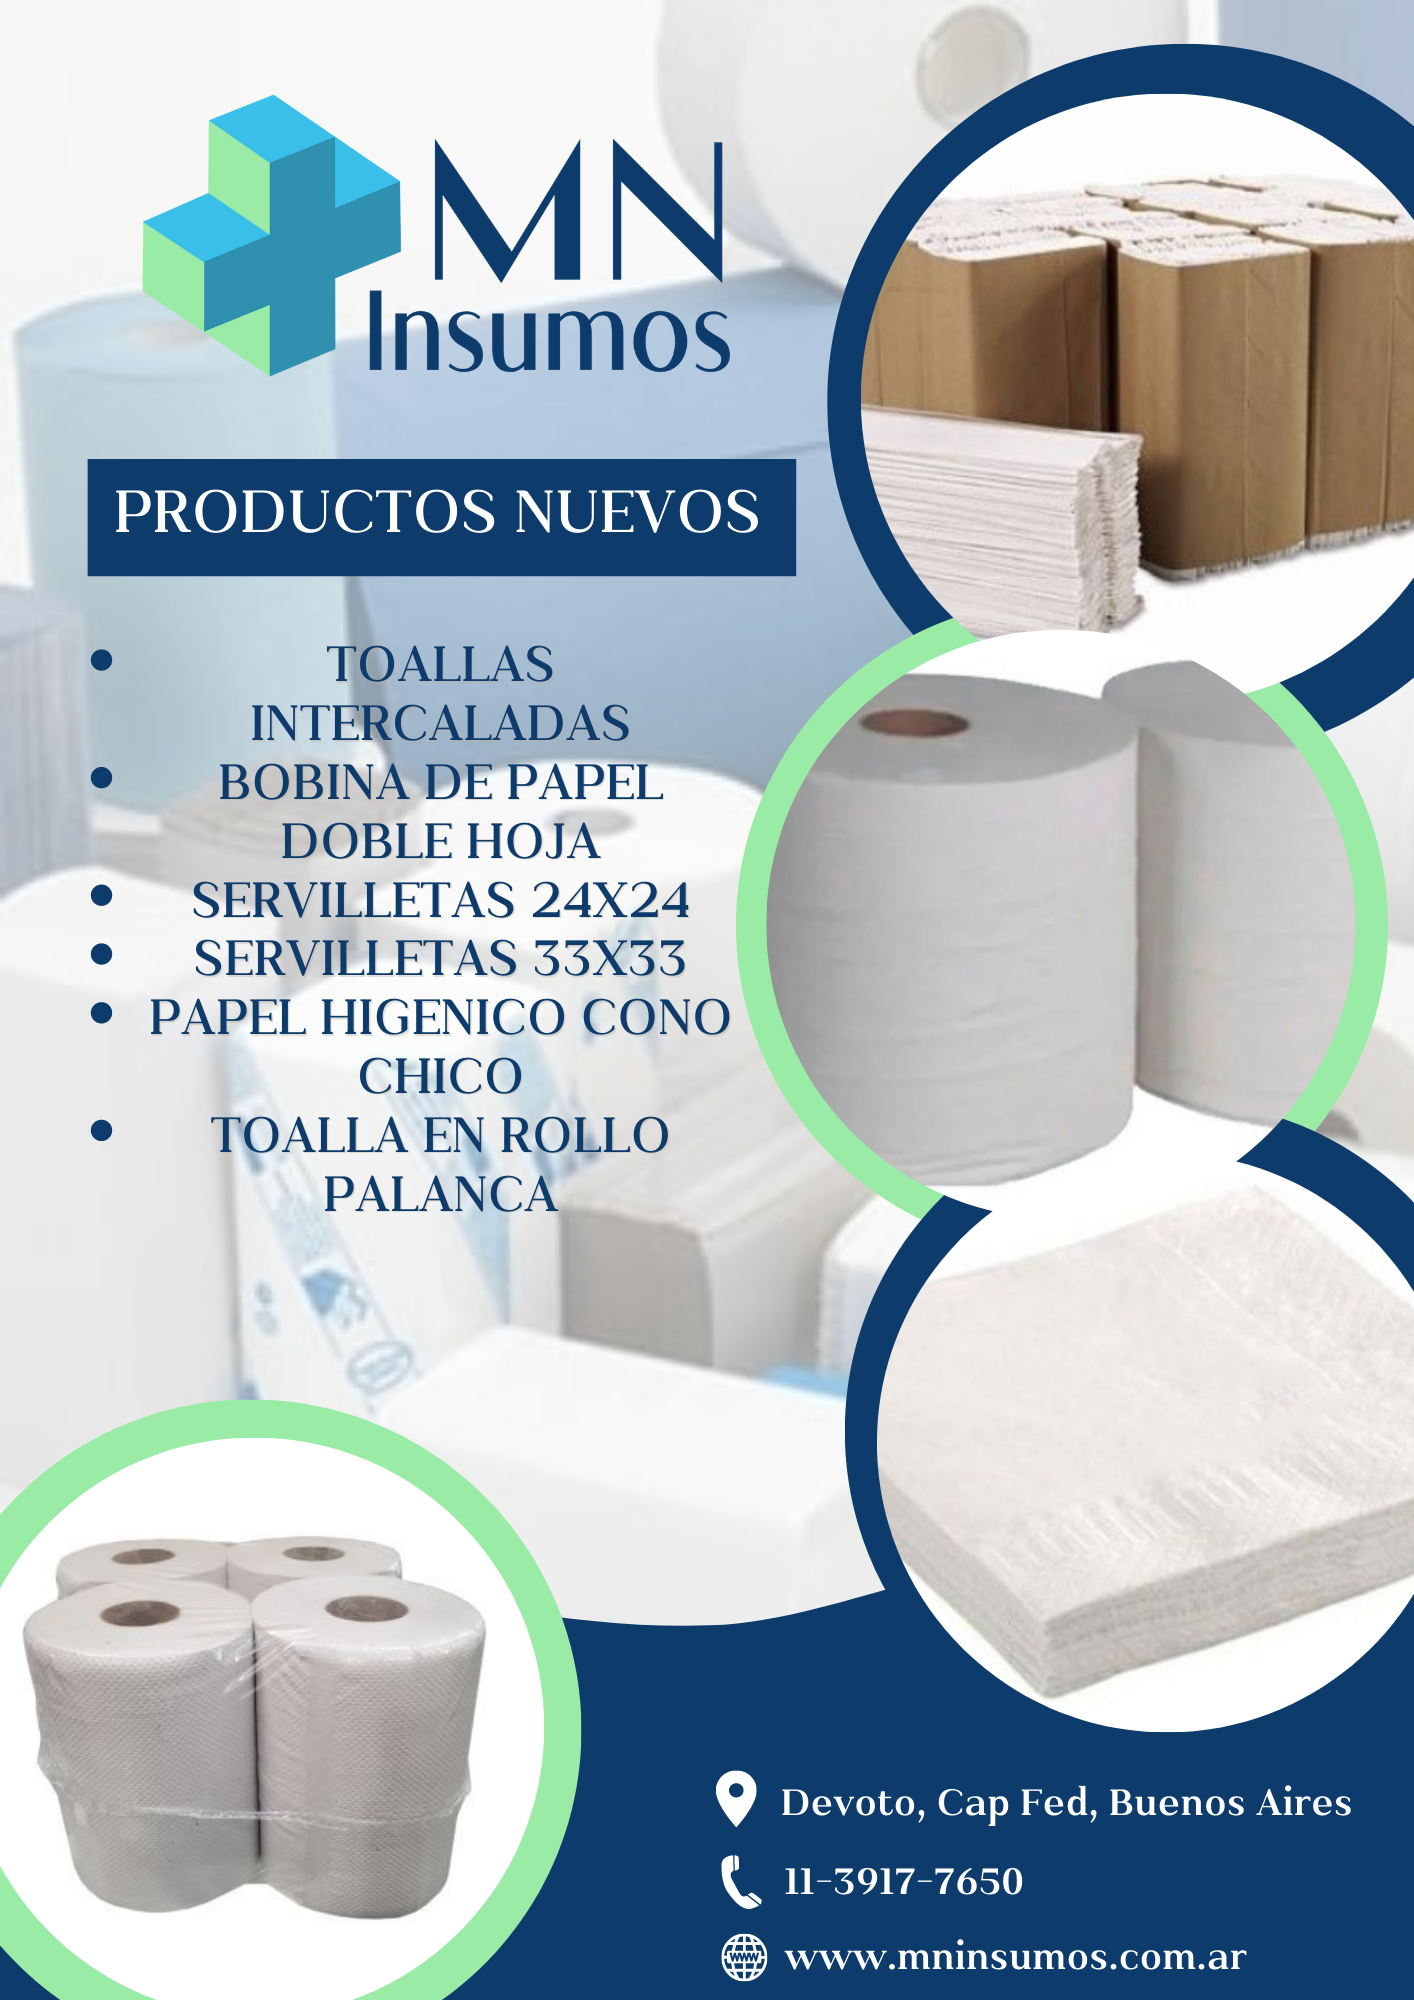 MN
Insumos
PRODUCTOS NUEVOS
• TOALLAS
INTERCALADAS
• BOBINA DE PAPEL
DOBLE HOJA
• SERVILLETAS 24X24
• SERVILLETAS 33X33
• PAPEL HIGENICO CONO
CHICO
• TOALLA EN ROLLO
PALANCA
Devoto, Cap Fed, Buenos Aires
11-3917-7650
www.mninsumos.com.ar